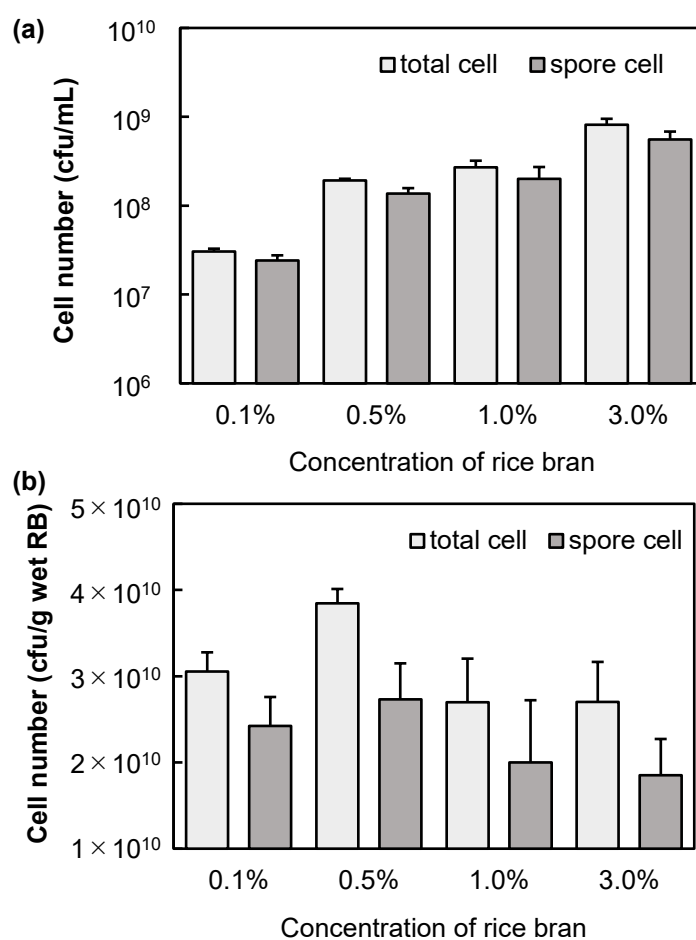 (a)
Cell number (cfu/mL)
10¹⁰
10⁹
10⁸
10⁷
10⁶
total cell
spore cell
0.1% 0.5% 1.0% 3.0%
Concentration of rice bran
(b)
Cell number (cfu/g wet RB)
5×10¹⁰
4×10¹⁰
3×10¹⁰
2×10¹⁰
1×10¹⁰
total cell
spore cell
0.1% 0.5% 1.0% 3.0%
Concentration of rice bran